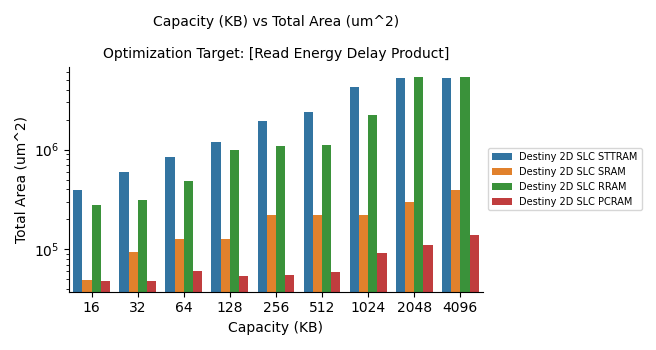 Capacity (KB) vs Total Area (um^2)
Optimization Target: [Read Energy Delay Product]
Total Area (um^2)
10^6
10^5
16 32 64 128 256 512 1024 2048 4096
Capacity (KB)
Destiny 2D SLC STTRAM
Destiny 2D SLC SRAM
Destiny 2D SLC RRAM
Destiny 2D SLC PCRAM